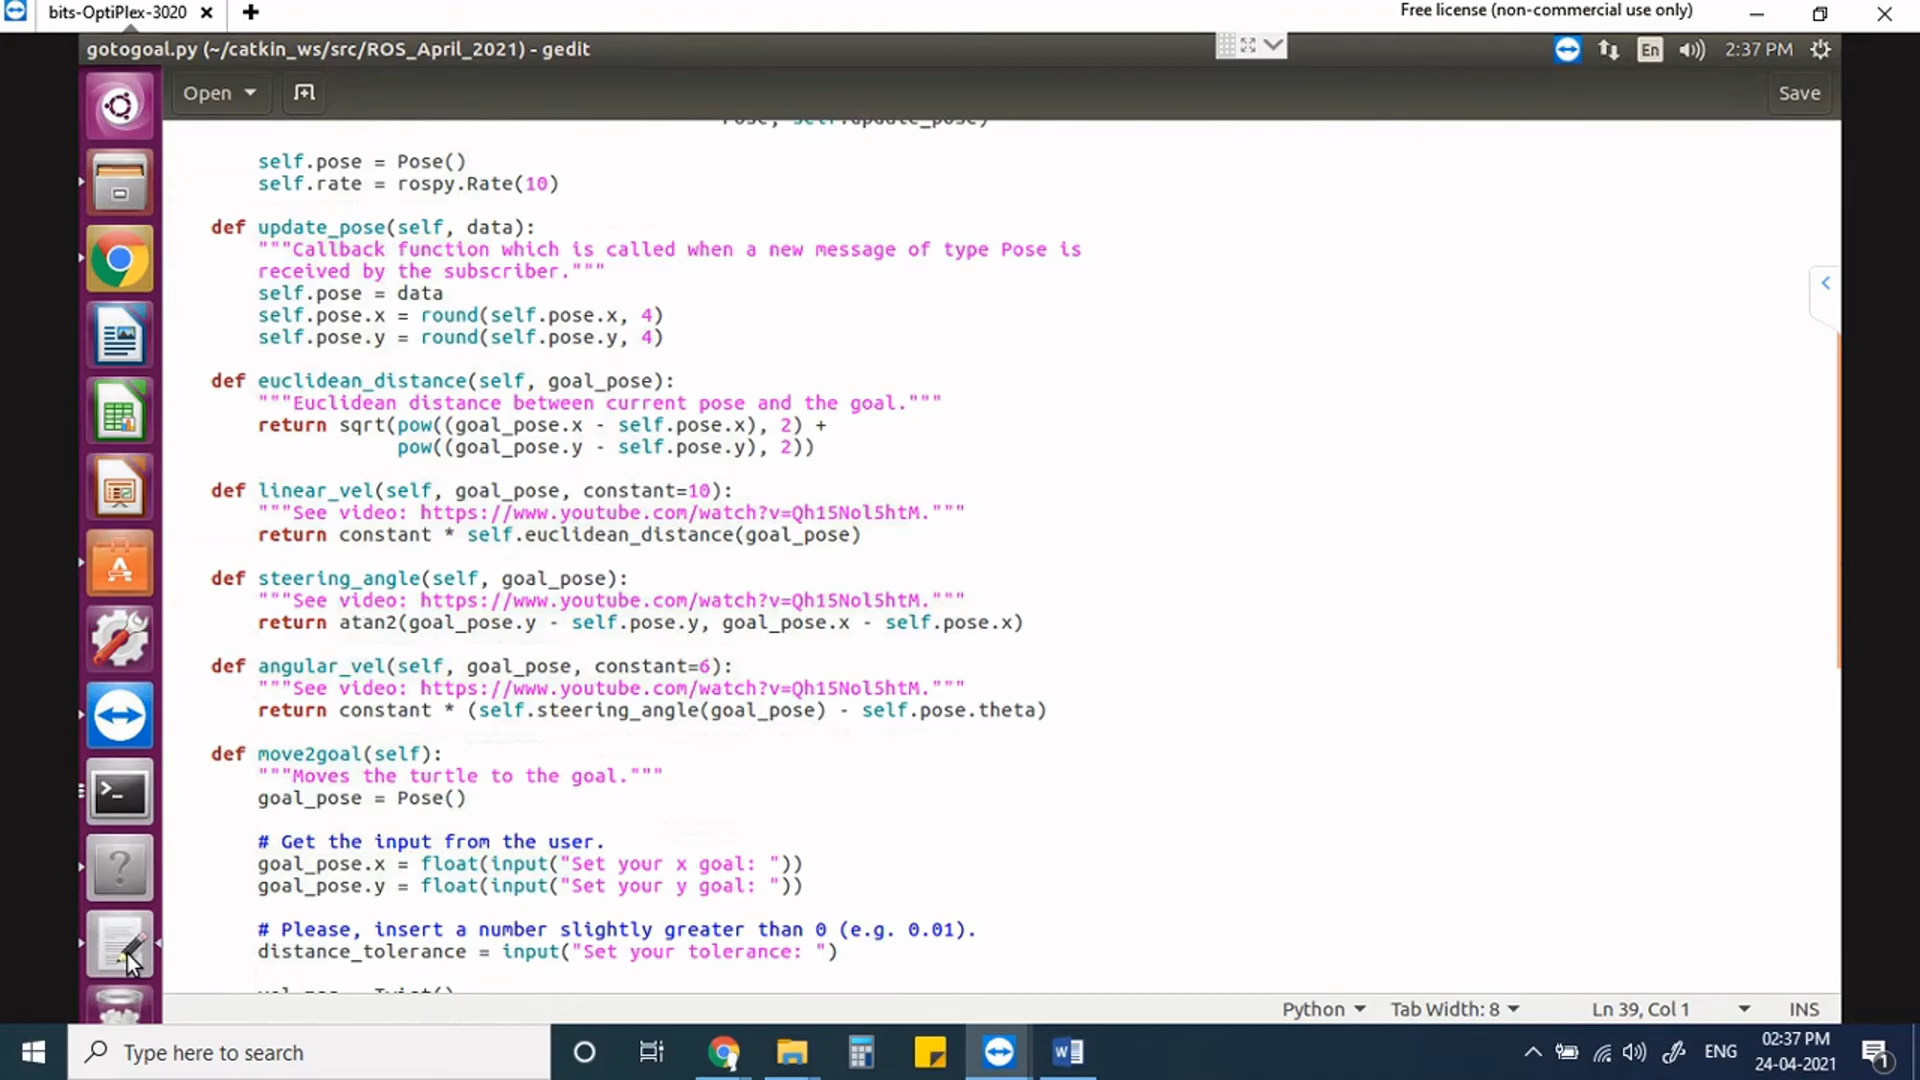 bits-OptiPlex-3020
Free license (non-commercial use only)
gotogoal.py (~/catkin_ws/src/ROS_April_2021) - gedit
En
2:37 PM
Open
Save
Pose, self.update_pose)
self.pose = Pose()
self.rate = rospy.Rate(10)
def update_pose(self, data):
"""Callback function which is called when a new message of type Pose is
received by the subscriber."""
self.pose = data
self.pose.x = round(self.pose.x, 4)
self.pose.y = round(self.pose.y, 4)
def euclidean_distance(self, goal_pose):
"""Euclidean distance between current pose and the goal."""
return sqrt(pow((goal_pose.x - self.pose.x), 2) +
pow((goal_pose.y - self.pose.y), 2))
def linear_vel(self, goal_pose, constant=10):
"""See video: https://www.youtube.com/watch?v=Qh15Nol5htM."""
return constant * self.euclidean_distance(goal_pose)
def steering_angle(self, goal_pose):
"""See video: https://www.youtube.com/watch?v=Qh15Nol5htM."""
return atan2(goal_pose.y - self.pose.y, goal_pose.x - self.pose.x)
def angular_vel(self, goal_pose, constant=6):
"""See video: https://www.youtube.com/watch?v=Qh15Nol5htM."""
return constant * (self.steering_angle(goal_pose) - self.pose.theta)
def move2goal(self):
"""Moves the turtle to the goal."""
goal_pose = Pose()
# Get the input from the user.
goal_pose.x = float(input("Set your x goal: "))
goal_pose.y = float(input("Set your y goal: "))
# Please, insert a number slightly greater than 0 (e.g. 0.01).
distance_tolerance = input("Set your tolerance: ")
Python
Tab Width: 8
Ln 39, Col 1
INS
Type here to search
ENG
02:37 PM
24-04-2021
1